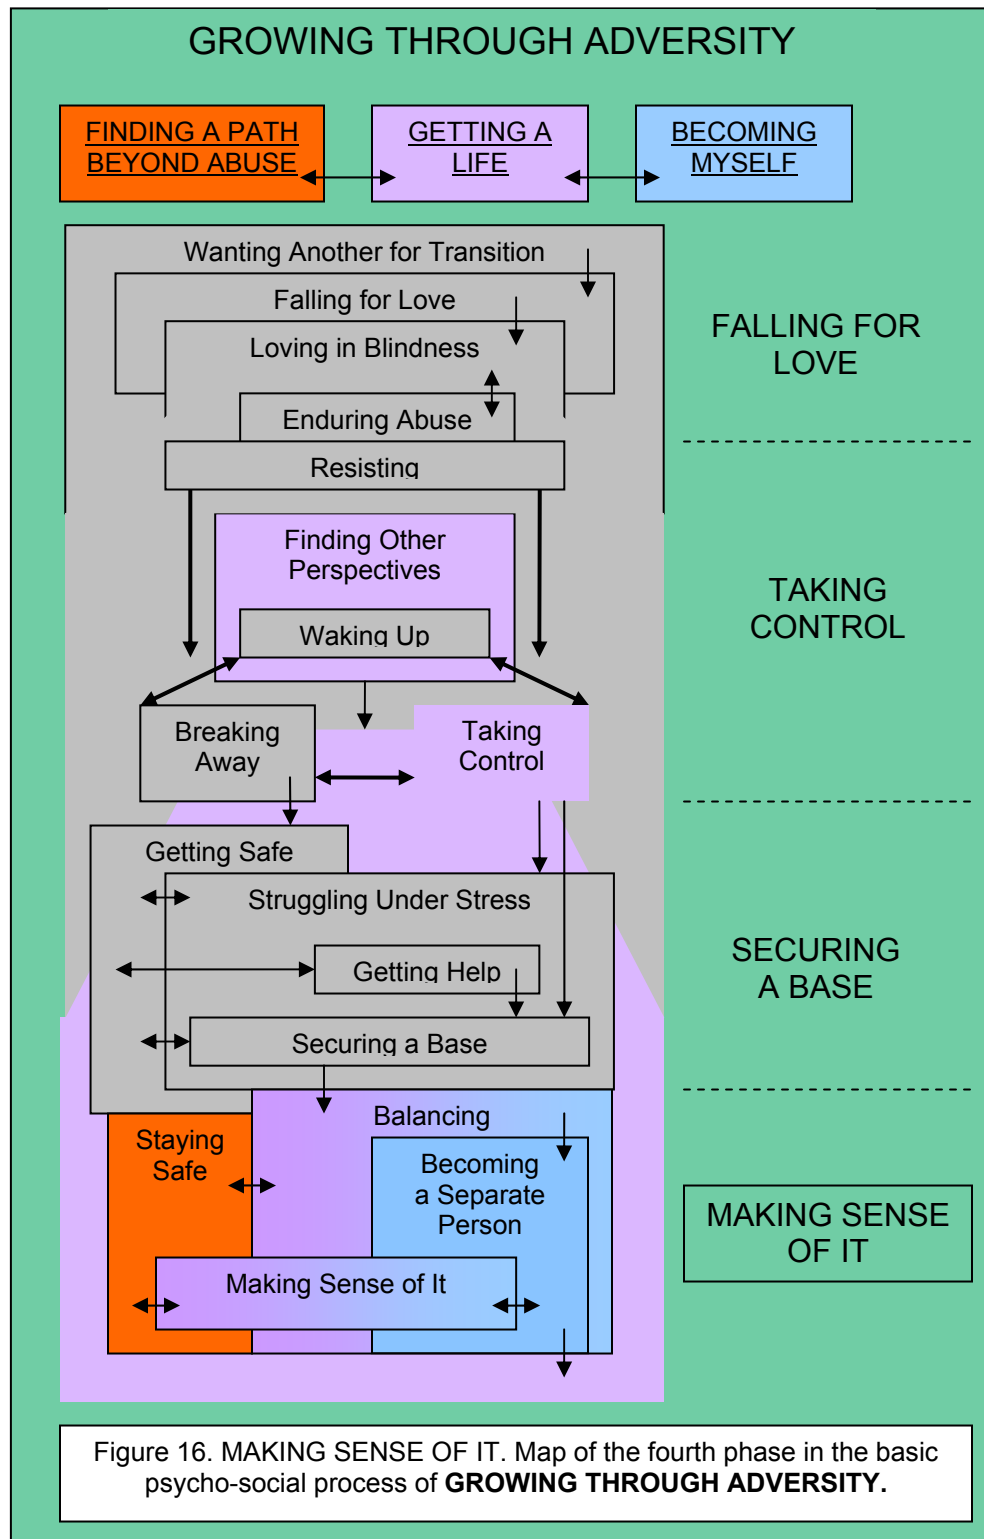 GROWING THROUGH ADVERSITY
FINDING A PATH
BEYOND ABUSE
GETTING A
LIFE
BECOMING
MYSELF
Wanting Another for Transition
Falling for Love
Loving in Blindness
Enduring Abuse
Resisting
FALLING FOR
LOVE
Finding Other
Perspectives
Waking Up
TAKING
CONTROL
Breaking
Away
Taking
Control
Getting Safe
Struggling Under Stress
Getting Help
Securing a Base
SECURING
A BASE
Balancing
Staying
Safe
Becoming
a Separate
Person
Making Sense of It
MAKING SENSE
OF IT
Figure 16. MAKING SENSE OF IT. Map of the fourth phase in the basic
psycho-social process of GROWING THROUGH ADVERSITY.